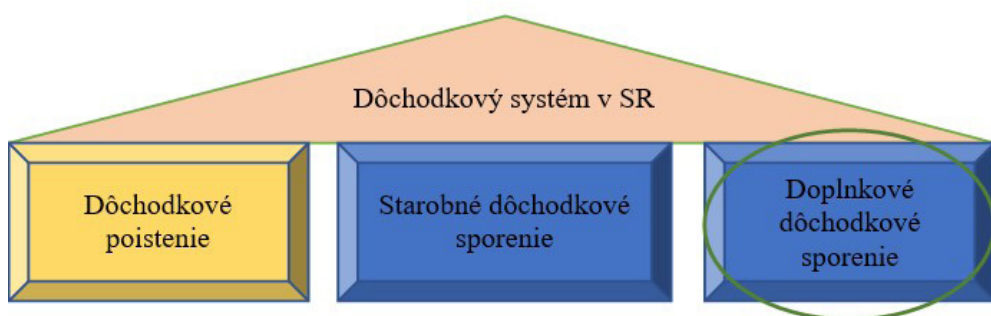 Dôchodkový systém v SR
Dôchodkové
poistenie
Starobné dôchodkové
sporenie
Doplnkové
dôchodkové
sporenie